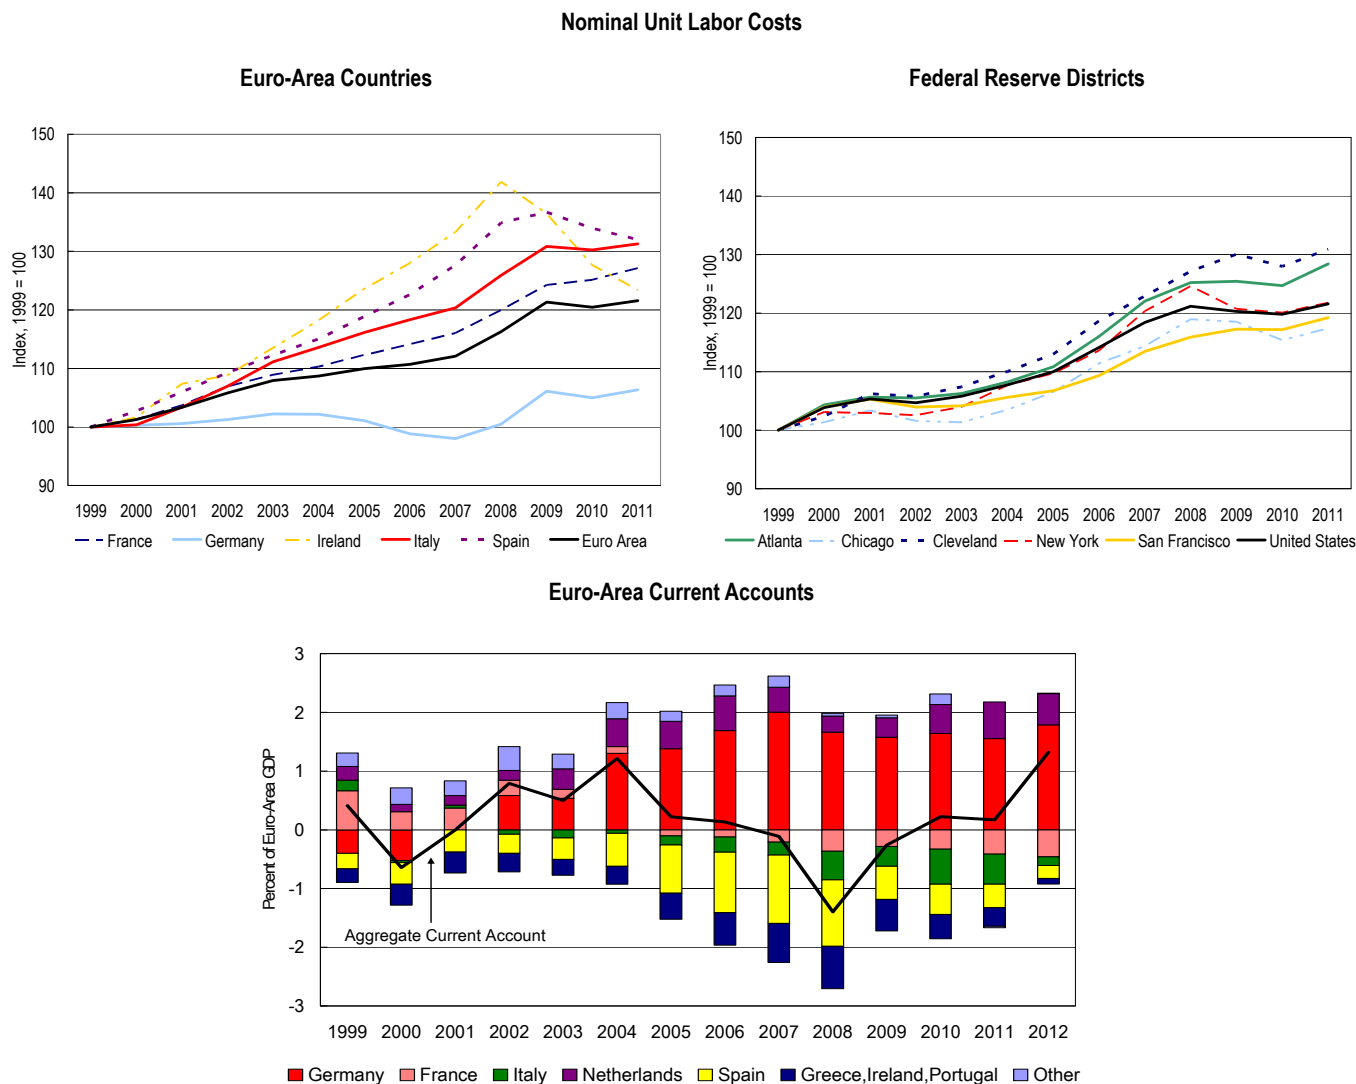 Nominal Unit Labor Costs
Euro-Area Countries
Index, 1999 = 100
150
140
130
120
110
100
90
1999 2000 2001 2002 2003 2004 2005 2006 2007 2008 2009 2010 2011
France Germany Ireland Italy Spain Euro Area
Federal Reserve Districts
Index, 1999 = 100
150
140
130
120
110
100
90
1999 2000 2001 2002 2003 2004 2005 2006 2007 2008 2009 2010 2011
Atlanta Chicago Cleveland New York San Francisco United States
Euro-Area Current Accounts
Percent of Euro-Area GDP
3
2
1
0
-1
-2
-3
Aggregate Current Account
1999 2000 2001 2002 2003 2004 2005 2006 2007 2008 2009 2010 2011 2012
Germany France Italy Netherlands Spain Greece,Ireland,Portugal Other